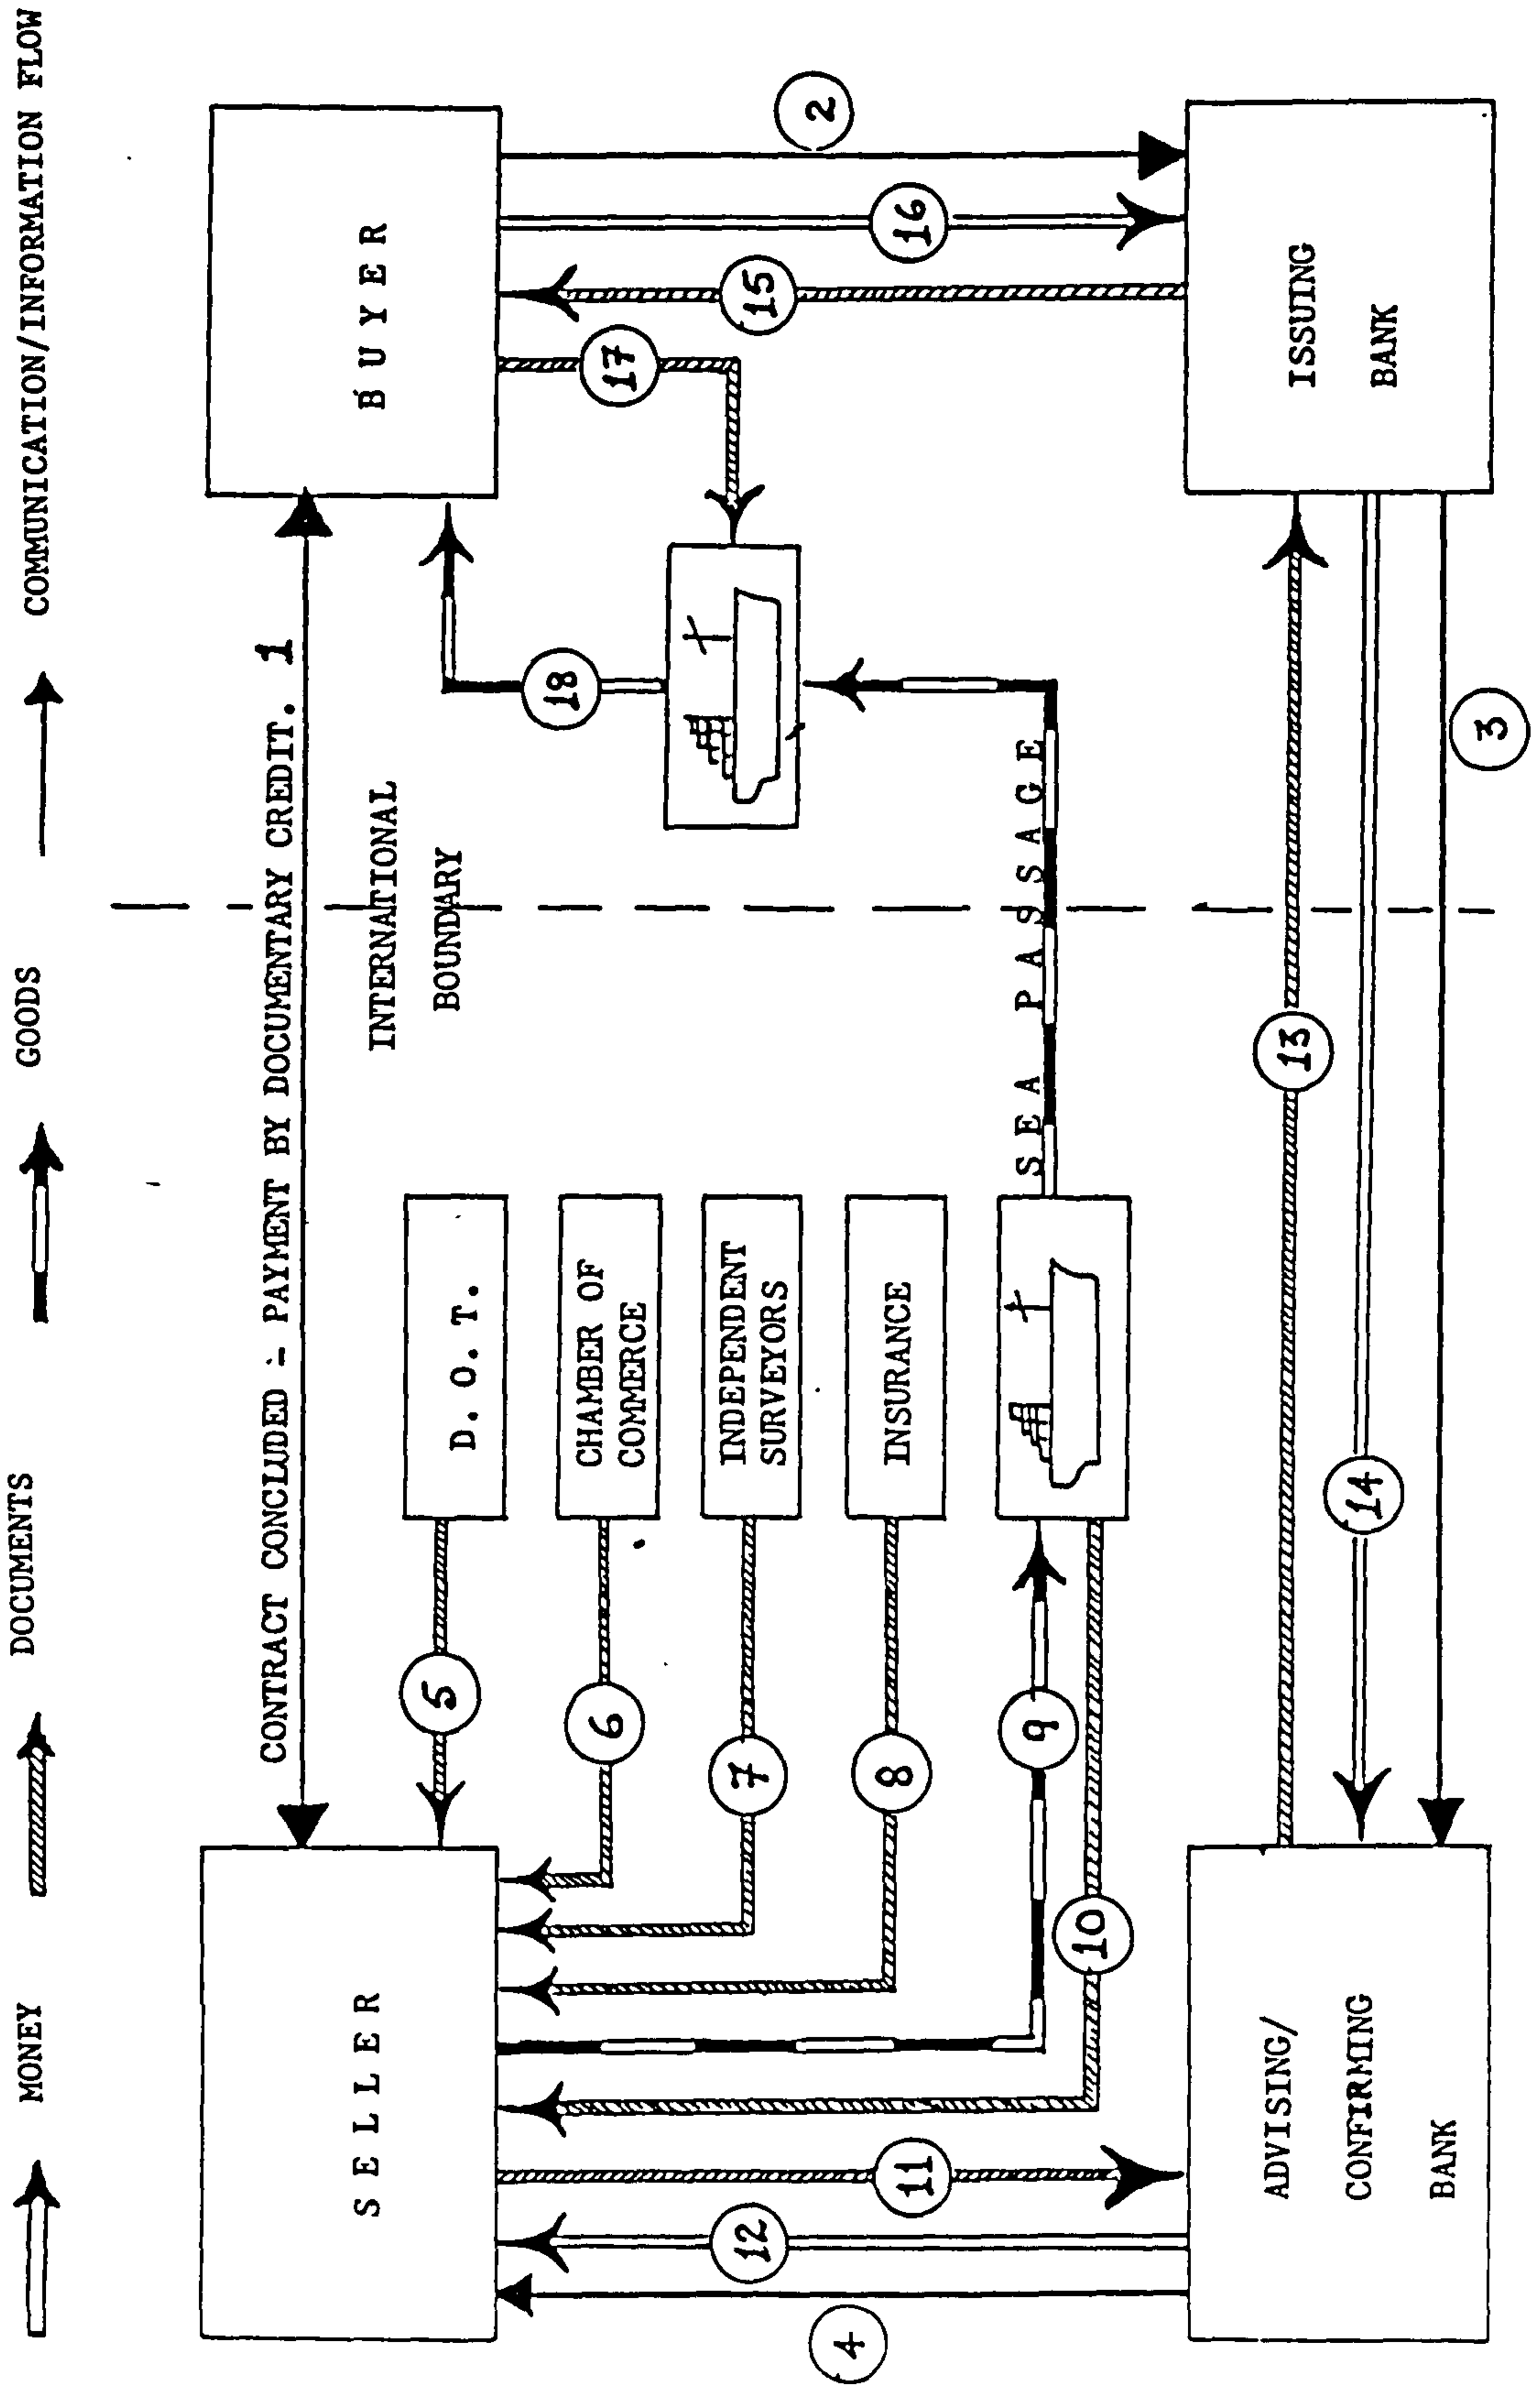 MONEY
DOCUMENTS
GOODS
COMMUNICATION/INFORMATION FLOW
CONTRACT CONCLUDED - PAYMENT BY DOCUMENTARY CREDIT. 1
SELLER
BUYER
INTERNATIONAL
BOUNDARY
D. O. T.
5
CHAMBER OF
COMMERCE
6
INDEPENDENT
SURVEYORS
7
INSURANCE
8
9
10
SEA PASSAGE
17
18
4
12
11
15
16
2
ADVISING/
CONFIRMING
BANK
13
14
3
ISSUING
BANK